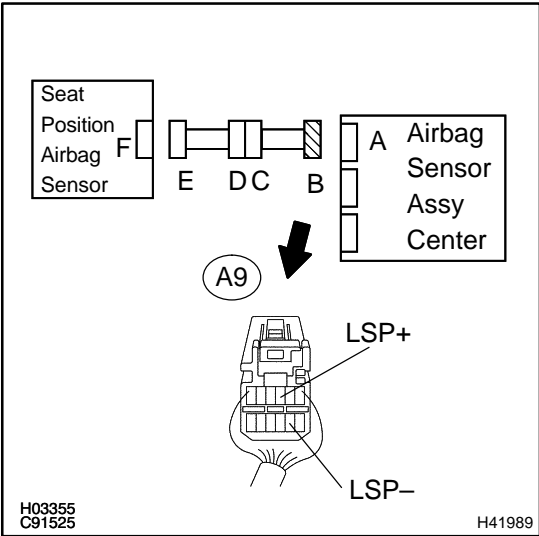 Seat
Position
Airbag
Sensor
F
E
D
C
B
A
Airbag
Sensor
Assy
Center
A9
LSP+
LSP–
H03355
C91525
H41989